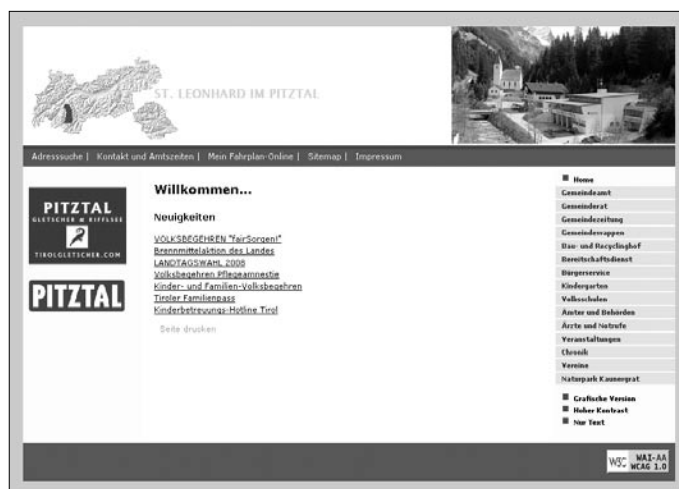 ST. LEONHARD IM PITZTAL
Adresssuche | Kontakt und Amtszeiten | Mein Fahrplan-Online | Sitemap | Impressum
PITZTAL
GLETSCHER & RIFFLSEE
TIROLGLETSCHER.COM
PITZTAL
Willkommen...
Neuigkeiten
VOLKSBEGEHREN "fairSorgen!"
Brennmittelaktion des Landes
LANDTAGSWAHL 2008
Volksbegehren Pflegeamnestie
Kinder- und Familien-Volksbegehren
Tiroler Familienpass
Kinderbetreuungs-Hotline Tirol
Seite drucken
Home
Gemeindeamt
Gemeinderat
Gemeindezeitung
Gemeindewappen
Bau- und Recyclinghof
Bereitschaftsdienst
Bürgerservice
Kindergarten
Volksschulen
Ämter und Behörden
Ärzte und Notrufe
Veranstaltungen
Chronik
Vereine
Naturpark Kaunergrat
Grafische Version
Hoher Kontrast
Nur Text
W3C WAI-AA
WCAG 1.0